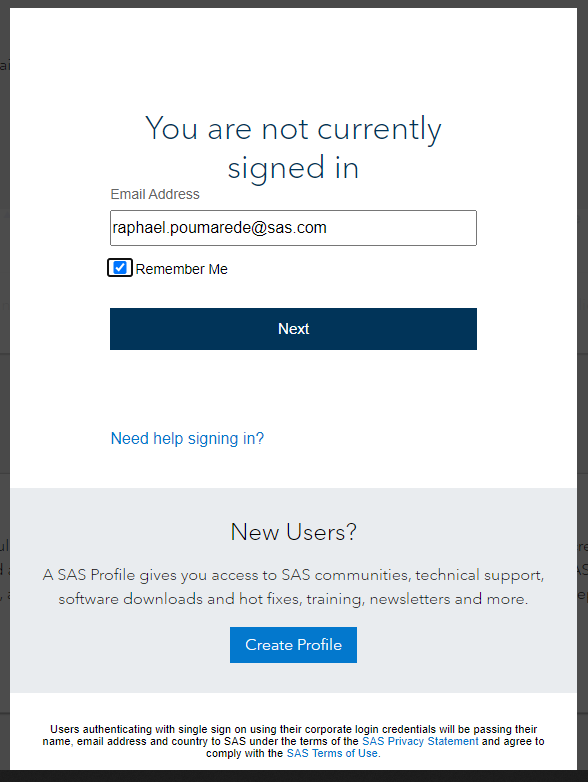 You are not currently
signed in
Email Address
raphael.poumarede@sas.com
Remember Me
Next
Need help signing in?
New Users?
A SAS Profile gives you access to SAS communities, technical support,
software downloads and hot fixes, training, newsletters and more.
Create Profile
Users authenticating with single sign on using their corporate login credentials will be passing their
name, email address and country to SAS under the terms of the SAS Privacy Statement and agree to
comply with the SAS Terms of Use.